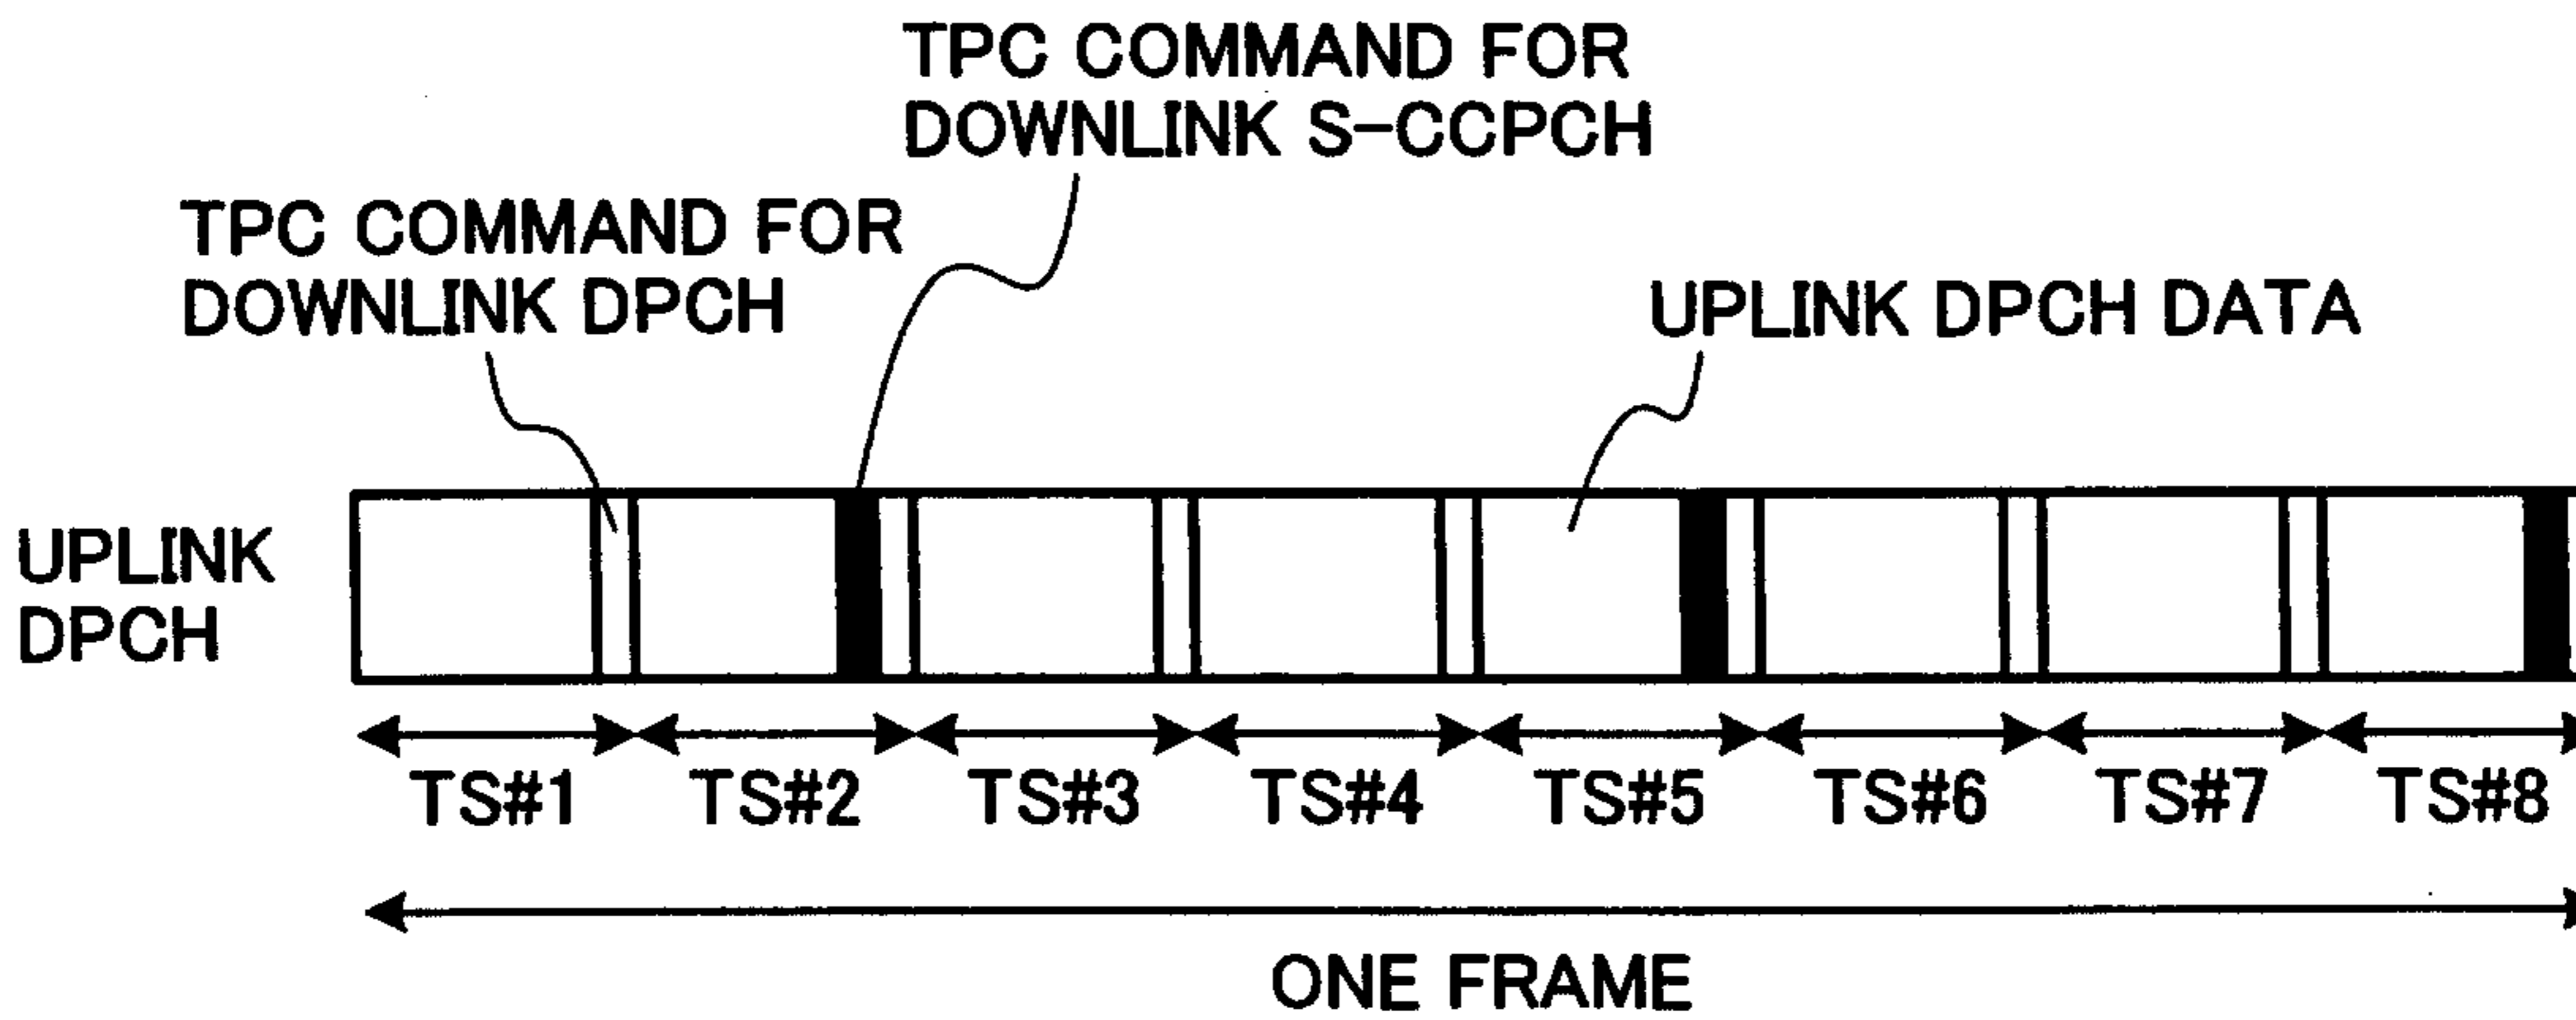 TPC COMMAND FOR
DOWNLINK S-CCPCH
TPC COMMAND FOR
DOWNLINK DPCH
UPLINK DPCH DATA
UPLINK
DPCH
TS#1 TS#2 TS#3 TS#4 TS#5 TS#6 TS#7 TS#8
ONE FRAME